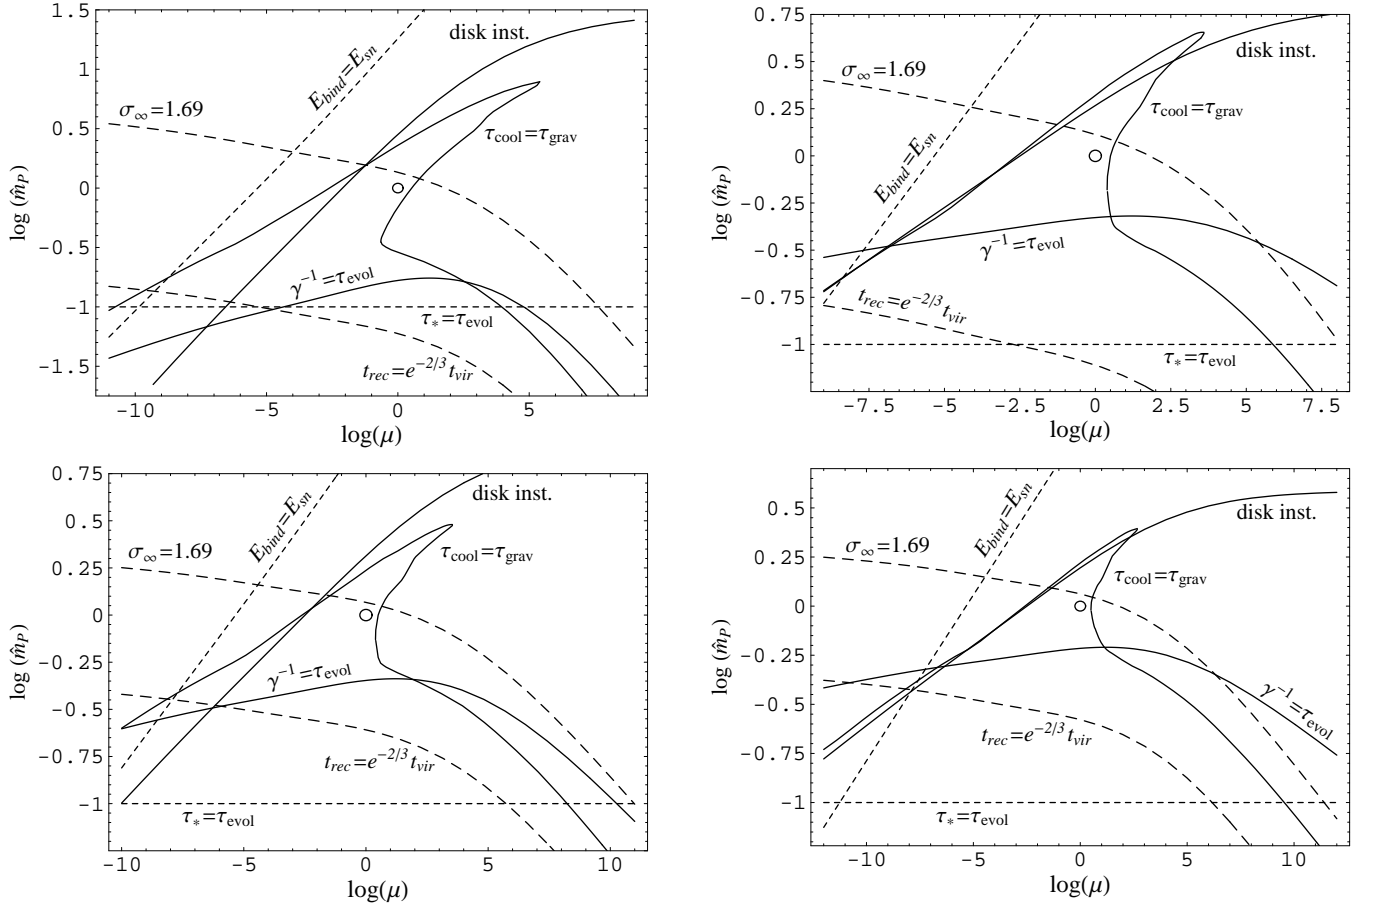 1.5
1
0.5
0
-0.5
-1
-1.5
log (m̂_P)
disk inst.
E_bind=E_sn
σ_∞=1.69
τ_cool=τ_grav
γ^-1=τ_evol
τ_*=τ_evol
t_rec=e^-2/3 t_vir
-10 -5 0 5
log(μ)
0.75
0.5
0.25
0
-0.25
-0.5
-0.75
-1
log (m̂_P)
disk inst.
σ_∞=1.69
τ_cool=τ_grav
E_bind=E_sn
γ^-1=τ_evol
t_rec=e^-2/3 t_vir
τ_*=τ_evol
-7.5 -5 -2.5 0 2.5 5 7.5
log(μ)
0.75
0.5
0.25
0
-0.25
-0.5
-0.75
-1
log (m̂_P)
disk inst.
E_bind=E_sn
σ_∞=1.69
τ_cool=τ_grav
γ^-1=τ_evol
t_rec=e^-2/3 t_vir
τ_*=τ_evol
-10 -5 0 5 10
log(μ)
0.5
0.25
0
-0.25
-0.5
-0.75
-1
log (m̂_P)
disk inst.
E_bind=E_sn
σ_∞=1.69
τ_cool=τ_grav
γ^-1=τ_evol
t_rec=e^-2/3 t_vir
τ_*=τ_evol
-10 -5 0 5 10
log(μ)